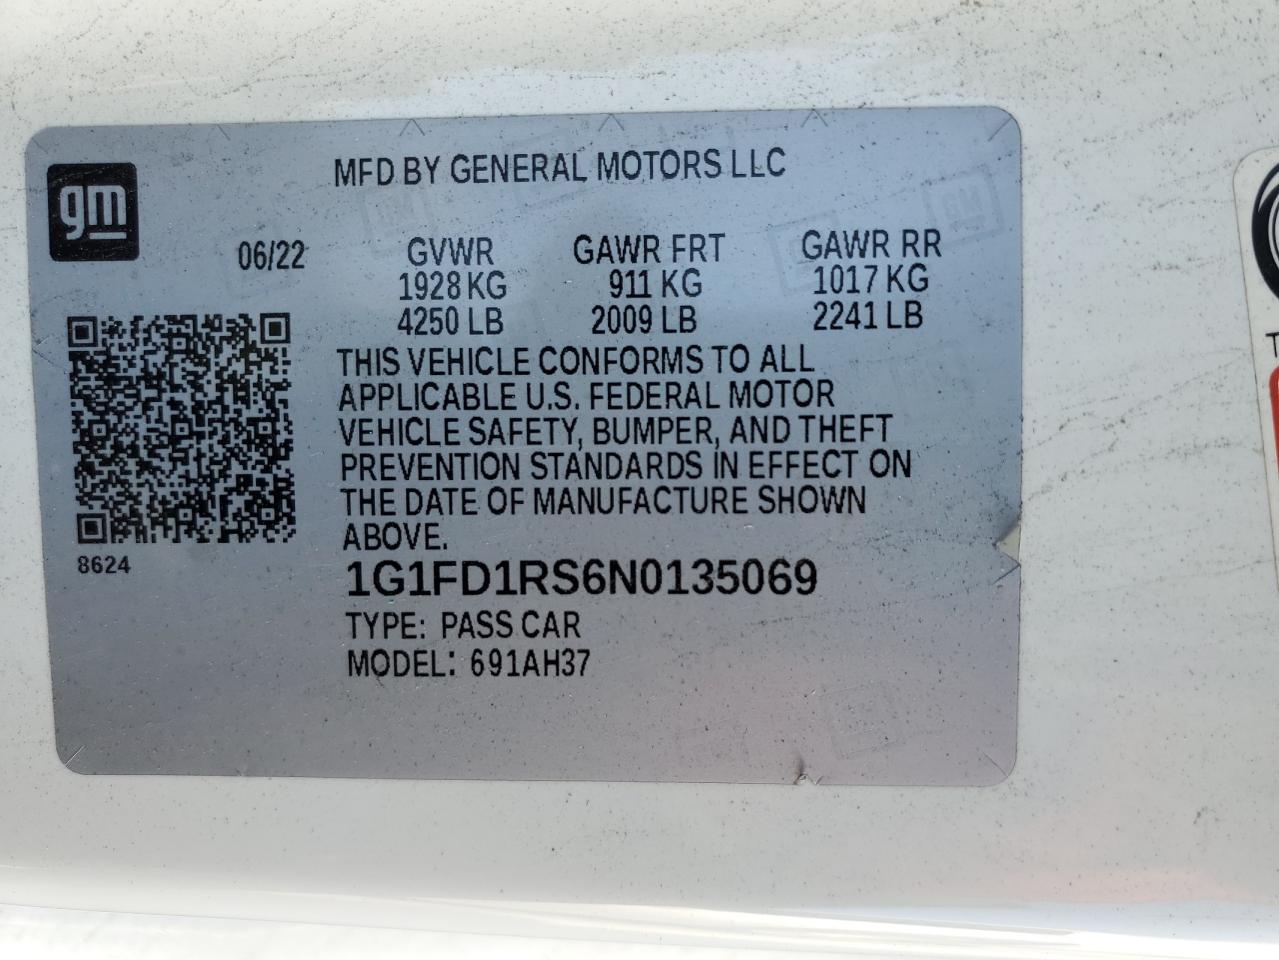 gm
MFD BY GENERAL MOTORS LLC
06/22 GVWR GAWR FRT GAWR RR
1928 KG 911 KG 1017 KG
4250 LB 2009 LB 2241 LB
THIS VEHICLE CONFORMS TO ALL
APPLICABLE U.S. FEDERAL MOTOR
VEHICLE SAFETY, BUMPER, AND THEFT
PREVENTION STANDARDS IN EFFECT ON
THE DATE OF MANUFACTURE SHOWN
ABOVE.
8624
1G1FD1RS6N0135069
TYPE: PASS CAR
MODEL: 691AH37